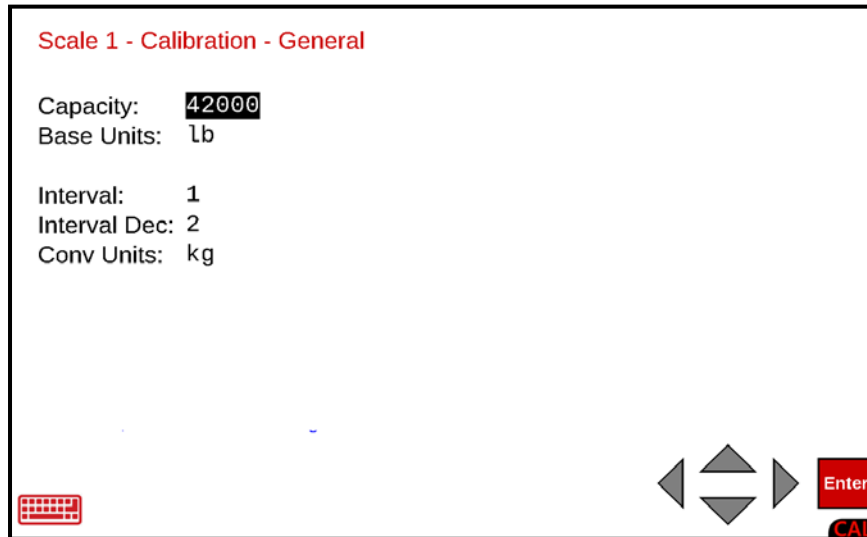 Scale 1 - Calibration - General
Capacity: 42000
Base Units: lb
Interval: 1
Interval Dec: 2
Conv Units: kg
Enter